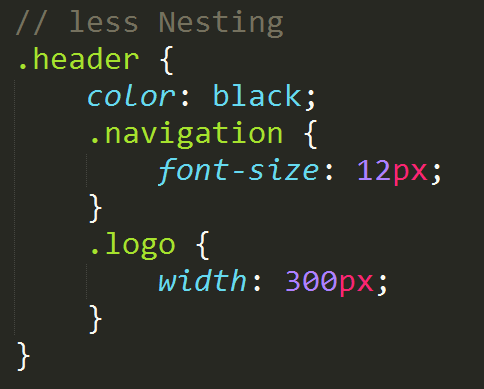 // less Nesting
.header {
    color: black;
    .navigation {
        font-size: 12px;
    }
    .logo {
        width: 300px;
    }
}